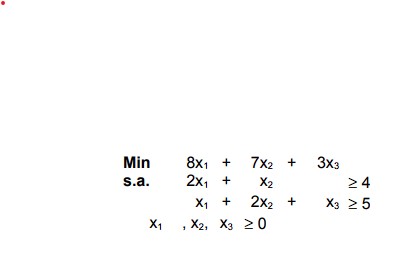 Min 8x₁ + 7x₂ + 3x₃
s.a. 2x₁ + x₂ ≥ 4
x₁ + 2x₂ + x₃ ≥ 5
x₁ , x₂, x₃ ≥ 0